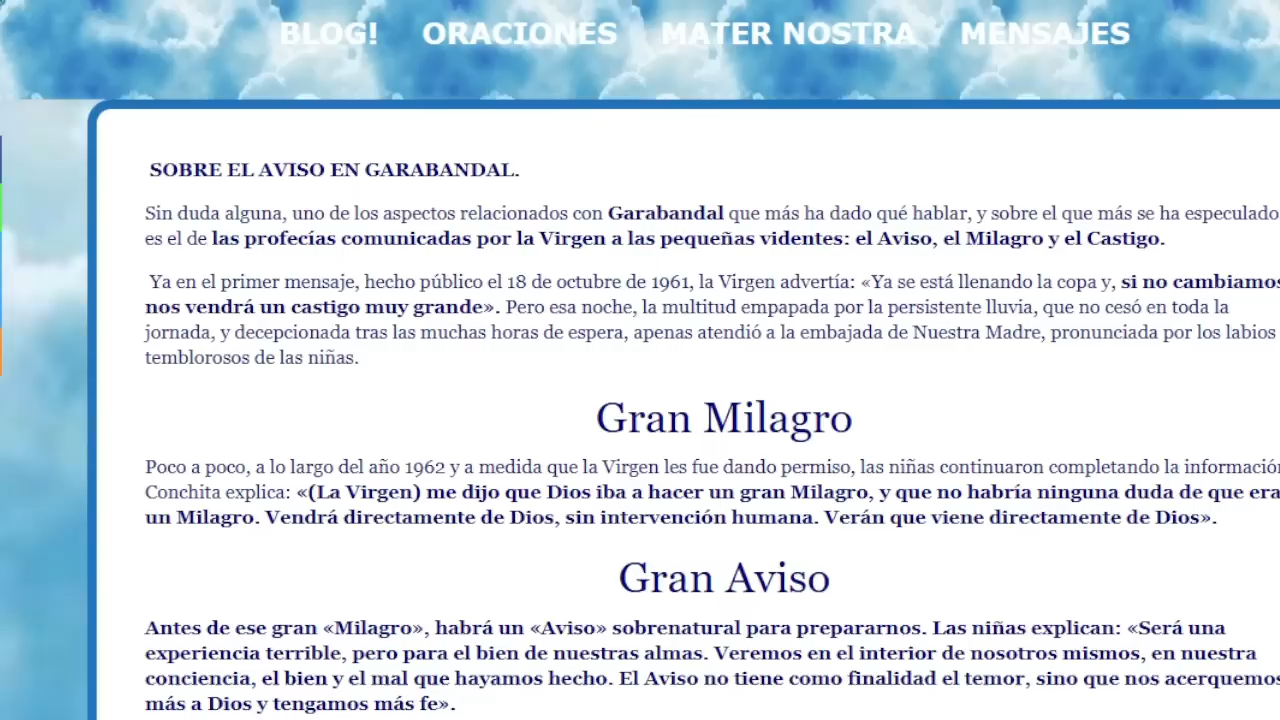 BLOG! ORACIONES MATER NOSTRA MENSAJES
SOBRE EL AVISO EN GARABANDAL.
Sin duda alguna, uno de los aspectos relacionados con Garabandal que más ha dado qué hablar, y sobre el que más se ha especulado
es el de las profecías comunicadas por la Virgen a las pequeñas videntes: el Aviso, el Milagro y el Castigo.
Ya en el primer mensaje, hecho público el 18 de octubre de 1961, la Virgen advertía: «Ya se está llenando la copa y, si no cambiamos
nos vendrá un castigo muy grande». Pero esa noche, la multitud empapada por la persistente lluvia, que no cesó en toda la
jornada, y decepcionada tras las muchas horas de espera, apenas atendió a la embajada de Nuestra Madre, pronunciada por los labios
temblorosos de las niñas.
Gran Milagro
Poco a poco, a lo largo del año 1962 y a medida que la Virgen les fue dando permiso, las niñas continuaron completando la información
Conchita explica: «(La Virgen) me dijo que Dios iba a hacer un gran Milagro, y que no habría ninguna duda de que era
un Milagro. Vendrá directamente de Dios, sin intervención humana. Verán que viene directamente de Dios».
Gran Aviso
Antes de ese gran «Milagro», habrá un «Aviso» sobrenatural para prepararnos. Las niñas explican: «Será una
experiencia terrible, pero para el bien de nuestras almas. Veremos en el interior de nosotros mismos, en nuestra
conciencia, el bien y el mal que hayamos hecho. El Aviso no tiene como finalidad el temor, sino que nos acerquemos
más a Dios y tengamos más fe».